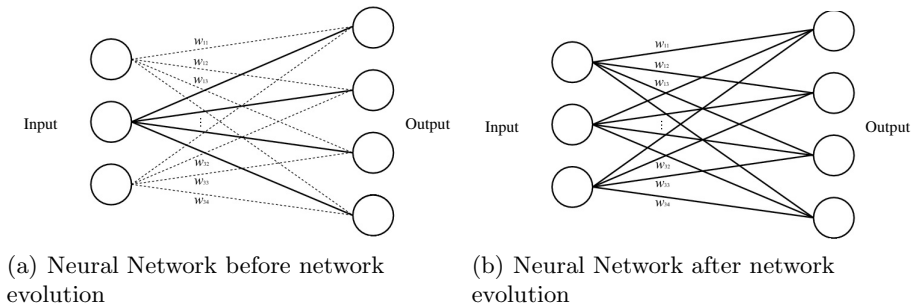 w₁₁
w₁₂
w₁₃
⋮
w₃₂
w₃₃
w₃₄
Input
Output
(a) Neural Network before network
evolution
w₁₁
w₁₂
w₁₃
⋮
w₃₂
w₃₃
w₃₄
Input
Output
(b) Neural Network after network
evolution